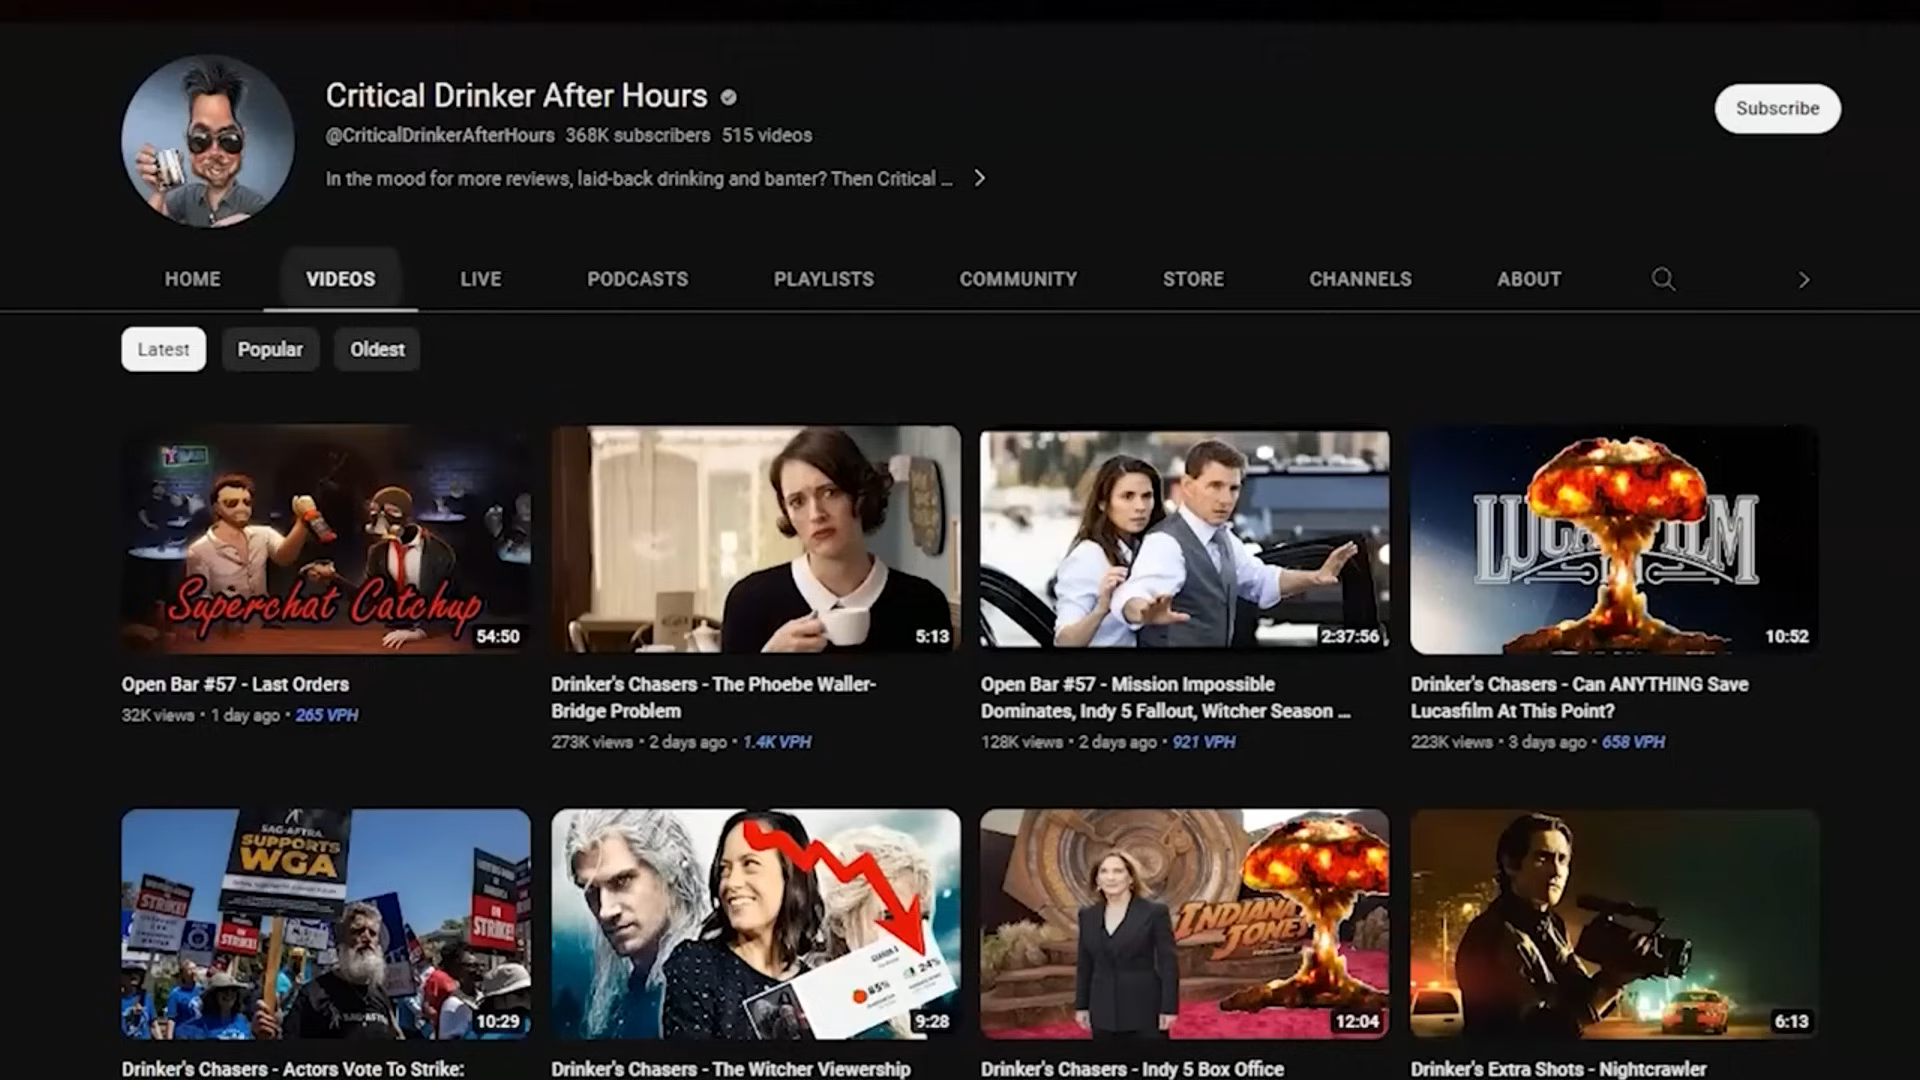 Critical Drinker After Hours
@CriticalDrinkerAfterHours 368K subscribers 515 videos
In the mood for more reviews, laid-back drinking and banter? Then Critical ...
Subscribe
HOME VIDEOS LIVE PODCASTS PLAYLISTS COMMUNITY STORE CHANNELS ABOUT
Latest Popular Oldest
Superchat Catchup
54:50
5:13
2:37:56
LUCASFILM
10:52
Open Bar #57 - Last Orders
32K views • 1 day ago • 265 VPH
Drinker's Chasers - The Phoebe Waller-
Bridge Problem
273K views • 2 days ago • 1.4K VPH
Open Bar #57 - Mission Impossible
Dominates, Indy 5 Fallout, Witcher Season ...
128K views • 2 days ago • 921 VPH
Drinker's Chasers - Can ANYTHING Save
Lucasfilm At This Point?
223K views • 3 days ago • 658 VPH
SAG-AFTRA
SUPPORTS
WGA
ON
STRIKE!
10:29
85%
24%
9:28
INDIANA
JONES
12:04
6:13
Drinker's Chasers - Actors Vote To Strike:
Drinker's Chasers - The Witcher Viewership
Drinker's Chasers - Indy 5 Box Office
Drinker's Extra Shots - Nightcrawler